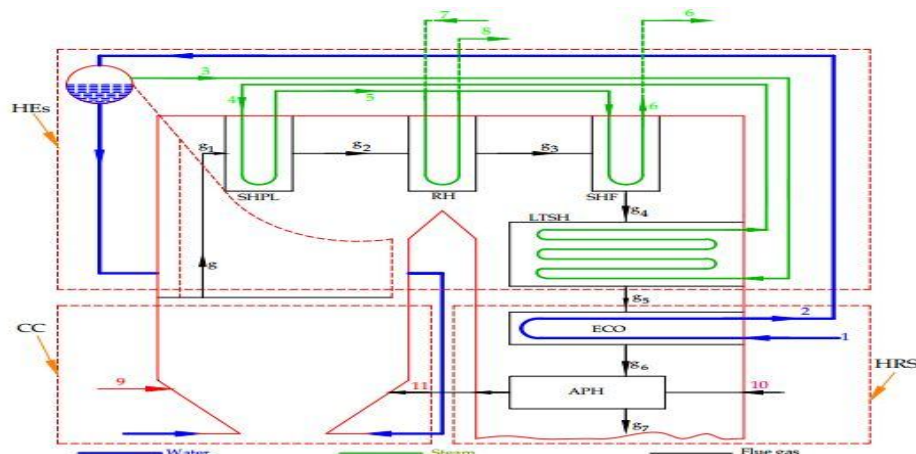 7
6
8
3
HEs
4
5
6
g1
g2
g3
SHPL
RH
SHF
g4
LTSH
g
g5
CC
2
ECO
1
HRS
g6
9
11
10
APH
g7
Water
Steam
Flue gas